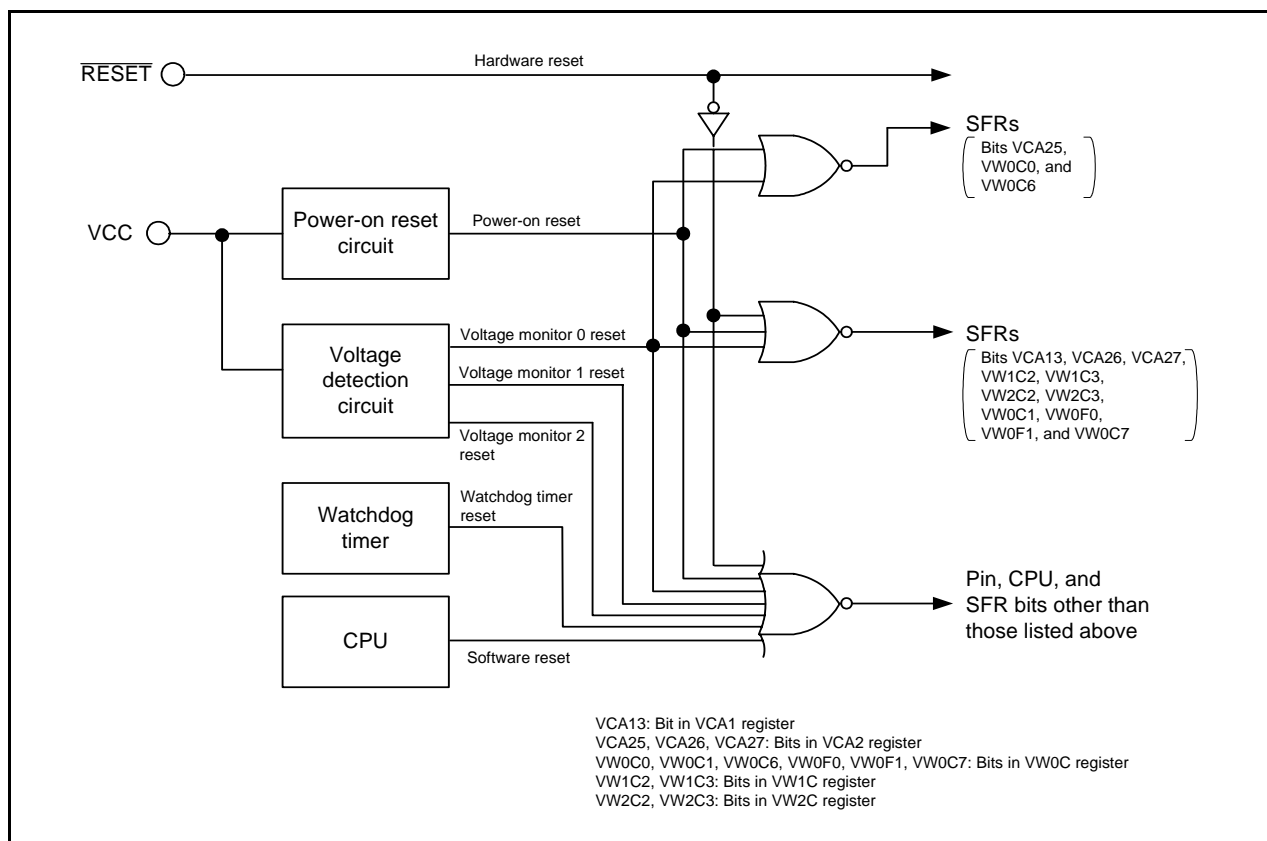 Hardware reset
RESET
SFRs
Bits VCA25,
VW0C0, and
VW0C6
Power-on reset
circuit
Power-on reset
VCC
Voltage
detection
circuit
Voltage monitor 0 reset
Voltage monitor 1 reset
Voltage monitor 2
reset
SFRs
Bits VCA13, VCA26, VCA27,
VW1C2, VW1C3,
VW2C2, VW2C3,
VW0C1, VW0F0,
VW0F1, and VW0C7
Watchdog
timer
Watchdog timer
reset
CPU
Software reset
Pin, CPU, and
SFR bits other than
those listed above
VCA13: Bit in VCA1 register
VCA25, VCA26, VCA27: Bits in VCA2 register
VW0C0, VW0C1, VW0C6, VW0F0, VW0F1, VW0C7: Bits in VW0C register
VW1C2, VW1C3: Bits in VW1C register
VW2C2, VW2C3: Bits in VW2C register